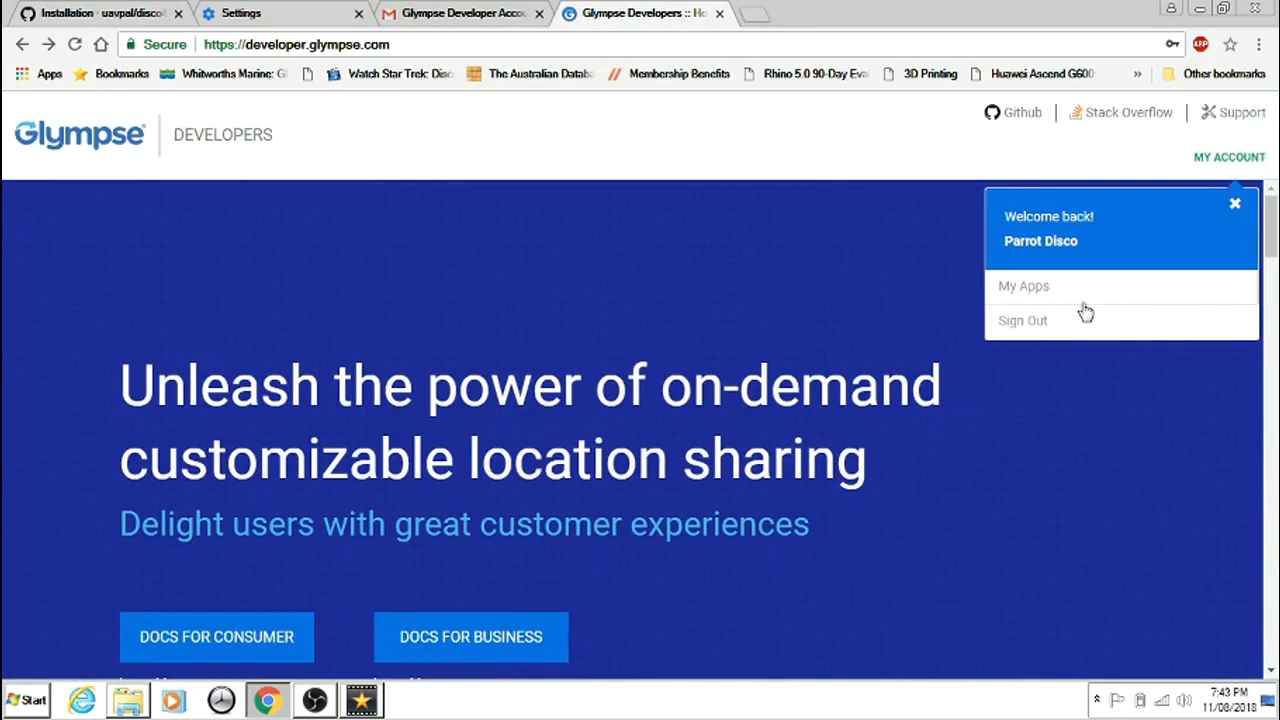 Installation · uavpal/disco4
Settings
Glympse Developer Accou
Glympse Developers :: Ho
Secure https://developer.glympse.com
ABP
Apps
Bookmarks
Whitworths Marine: G
Watch Star Trek: Disc
The Australian Datab
Membership Benefits
Rhino 5.0 90-Day Eval
3D Printing
Huawei Ascend G600
»
Other bookmarks
Glympse DEVELOPERS
Github
Stack Overflow
Support
MY ACCOUNT
Welcome back!
Parrot Disco
My Apps
Sign Out
Unleash the power of on-demand
customizable location sharing
Delight users with great customer experiences
DOCS FOR CONSUMER
DOCS FOR BUSINESS
Start
7:43 PM
11/08/2018